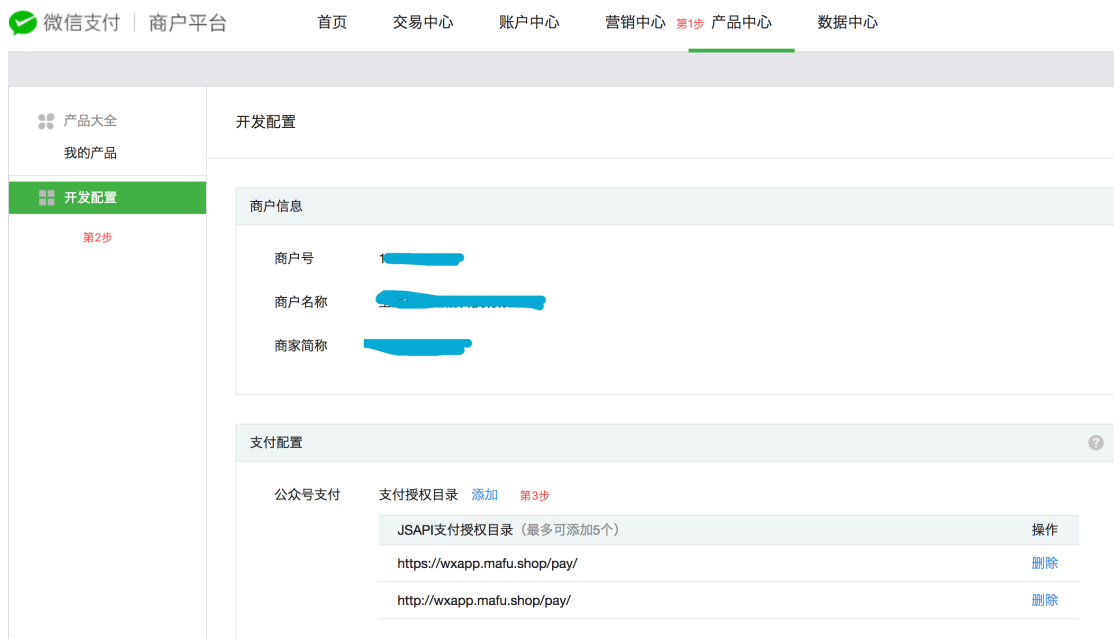 微信支付 商户平台 首页 交易中心 账户中心 营销中心 第1步 产品中心 数据中心
产品大全
我的产品
开发配置
第2步
开发配置
商户信息
商户号 1
商户名称
商家简称
支付配置
公众号支付 支付授权目录 添加 第3步
JSAPI支付授权目录（最多可添加5个） 操作
https://wxapp.mafu.shop/pay/ 删除
http://wxapp.mafu.shop/pay/ 删除